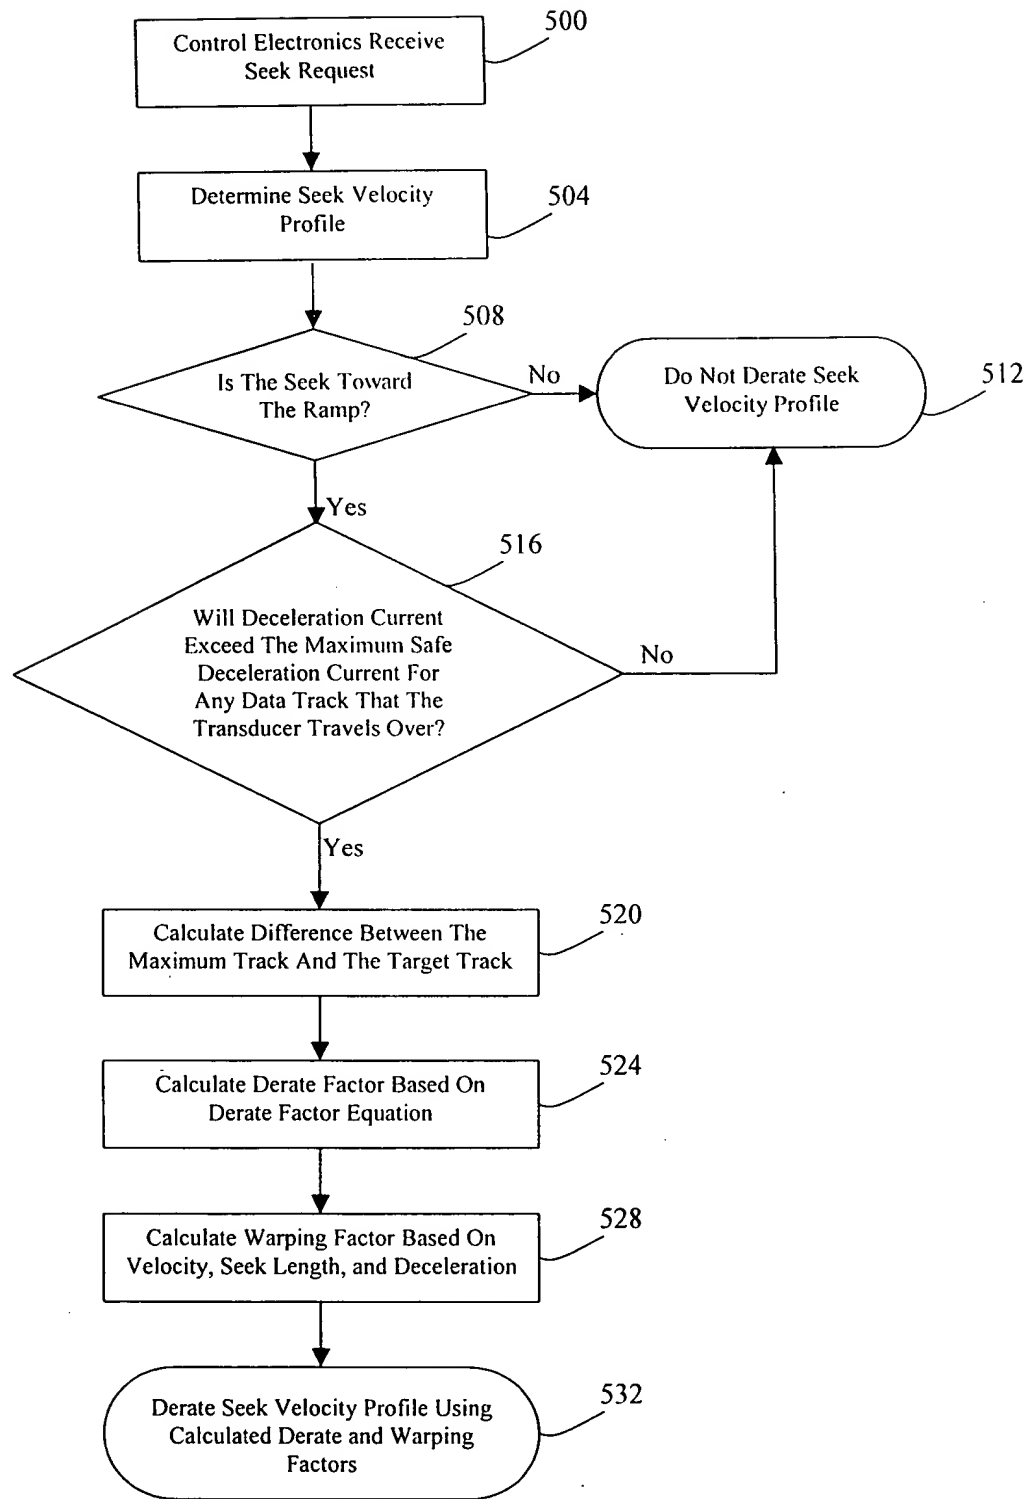 500
Control Electronics Receive
Seek Request
504
Determine Seek Velocity
Profile
508
Is The Seek Toward
The Ramp?
No
Do Not Derate Seek
Velocity Profile
512
Yes
516
Will Deceleration Current
Exceed The Maximum Safe
Deceleration Current For
Any Data Track That The
Transducer Travels Over?
No
Yes
520
Calculate Difference Between The
Maximum Track And The Target Track
524
Calculate Derate Factor Based On
Derate Factor Equation
528
Calculate Warping Factor Based On
Velocity, Seek Length, and Deceleration
532
Derate Seek Velocity Profile Using
Calculated Derate and Warping
Factors